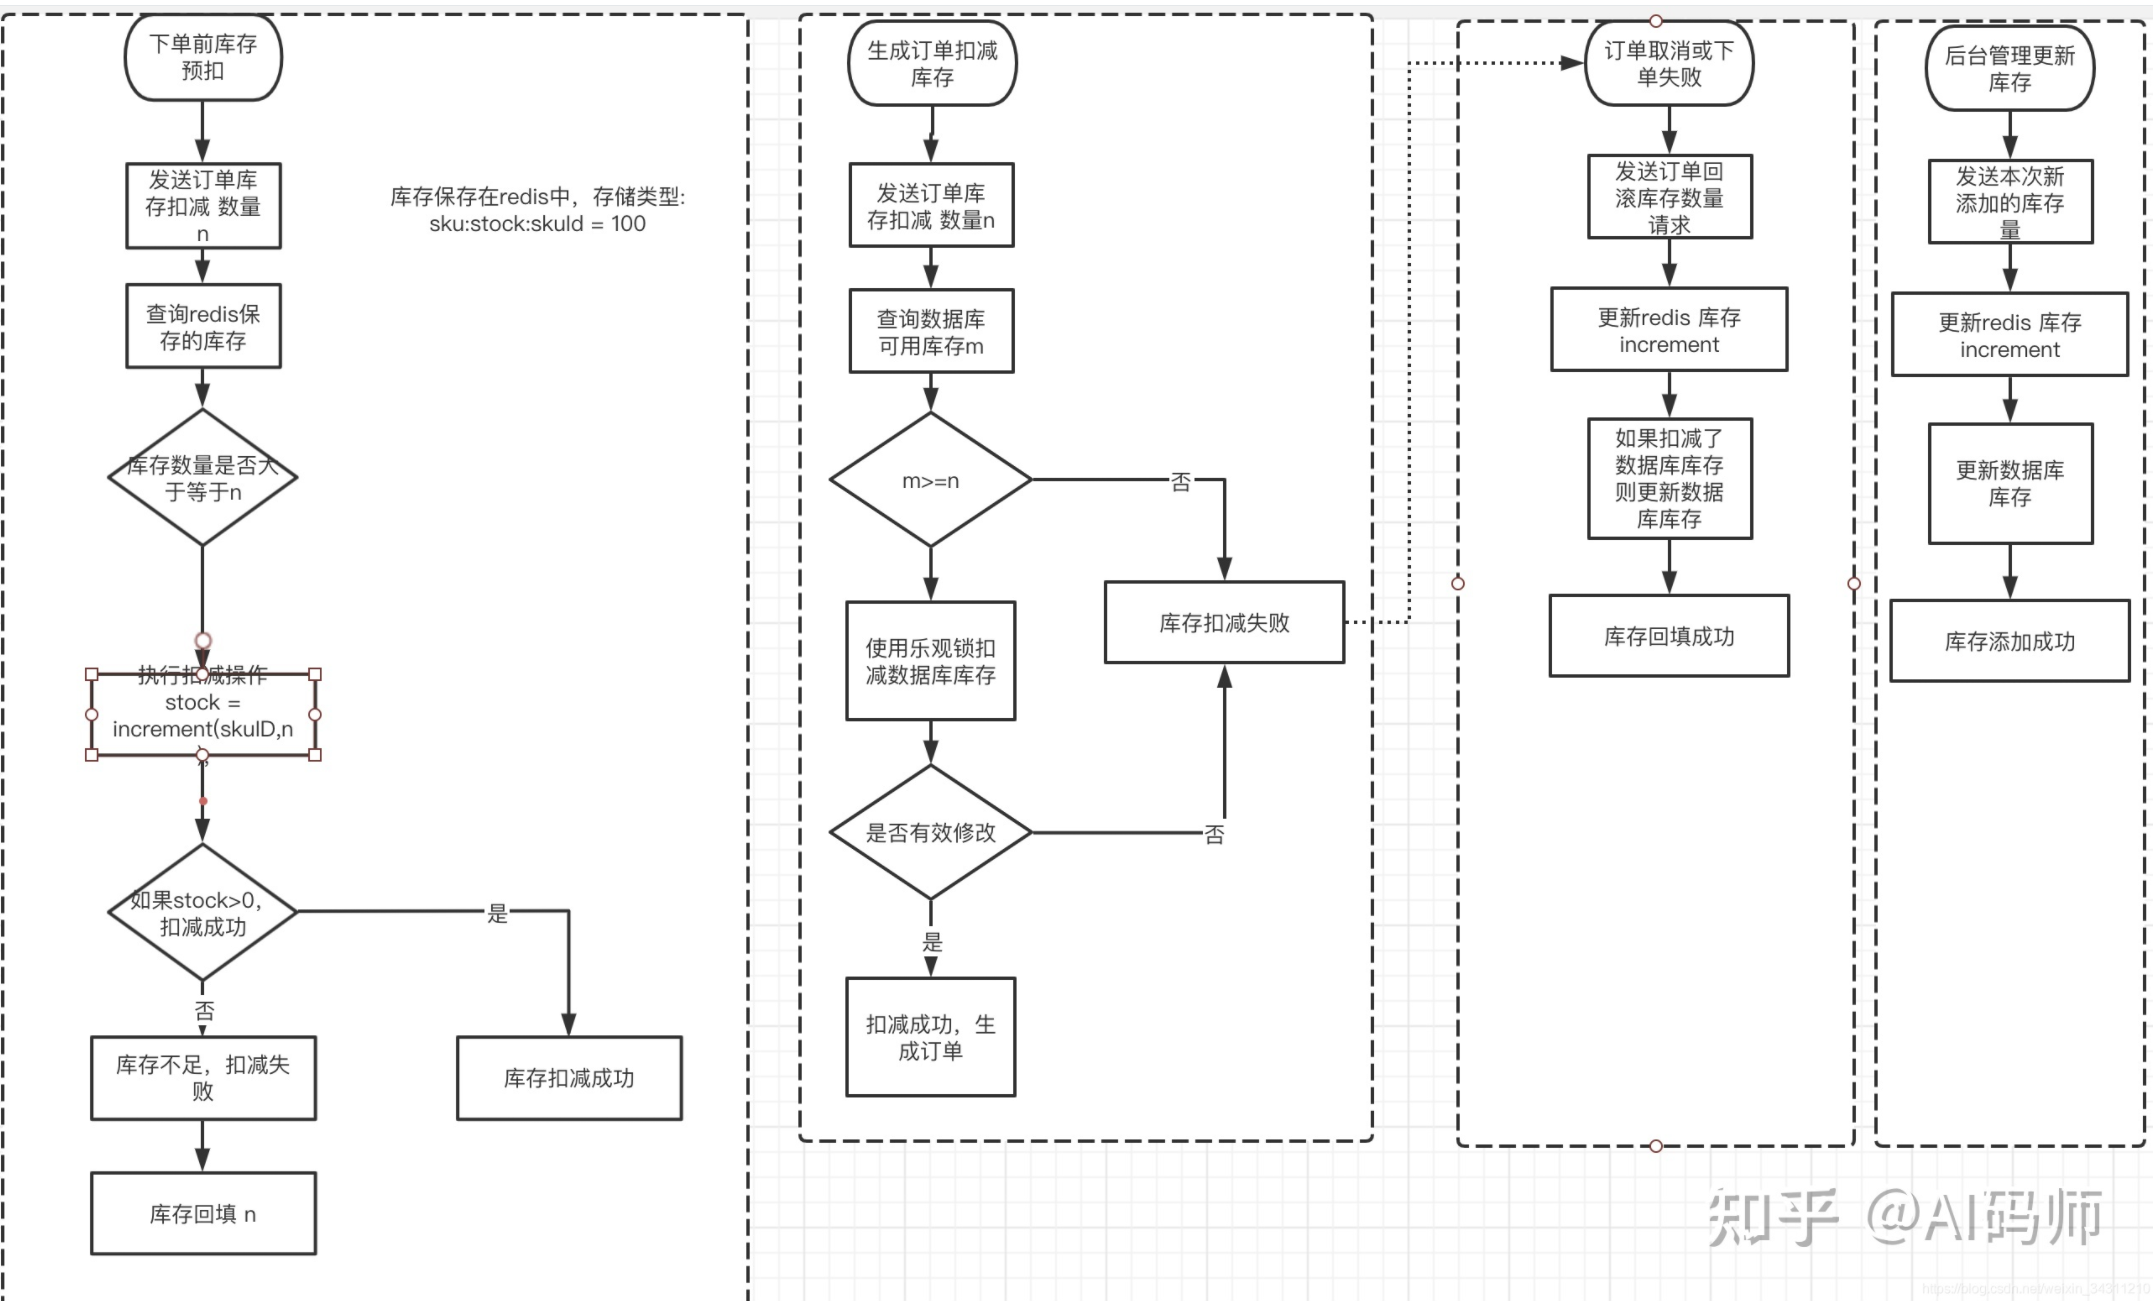 下单前库存
预扣
发送订单库
存扣减 数量
n
库存保存在redis中，存储类型:
sku:stock:skuId = 100
查询redis保
存的库存
库存数量是否大
于等于n
执行扣减操作
stock =
increment(skuID,n
)
如果stock>0，
扣减成功
是
否
库存不足，扣减失
败
库存扣减成功
库存回填 n
生成订单扣减
库存
发送订单库
存扣减 数量n
查询数据库
可用库存m
m>=n
否
库存扣减失败
使用乐观锁扣
减数据库库存
是否有效修改
否
是
扣减成功，生
成订单
订单取消或下
单失败
发送订单回
滚库存数量
请求
更新redis 库存
increment
如果扣减了
数据库库存
则更新数据
库库存
库存回填成功
后台管理更新
库存
发送本次新
添加的库存
量
更新redis 库存
increment
更新数据库
库存
库存添加成功
知乎 @AI码师